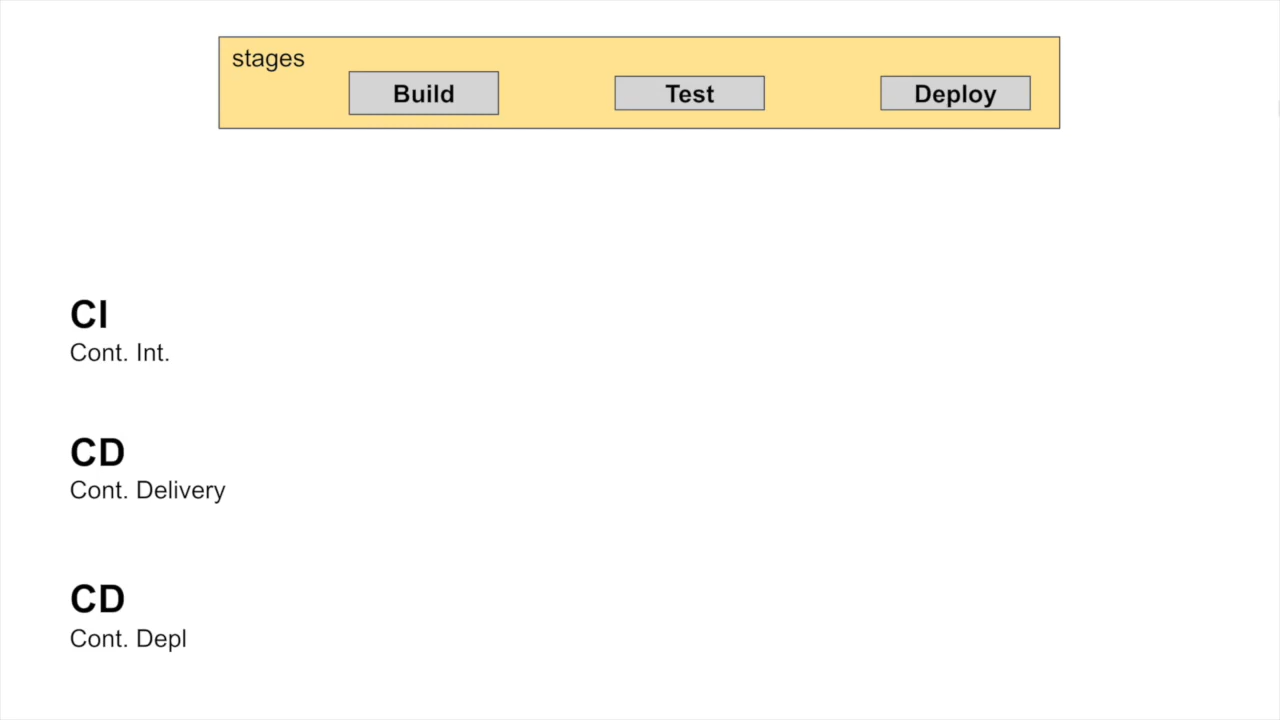 stages
Build
Test
Deploy
CI
Cont. Int.
CD
Cont. Delivery
CD
Cont. Depl